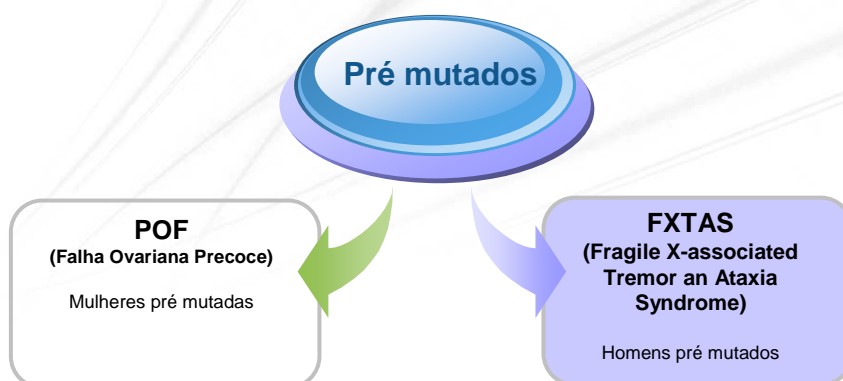 Pré mutados
POF
(Falha Ovariana Precoce)
Mulheres pré mutadas
FXTAS
(Fragile X-associated
Tremor an Ataxia
Syndrome)
Homens pré mutados